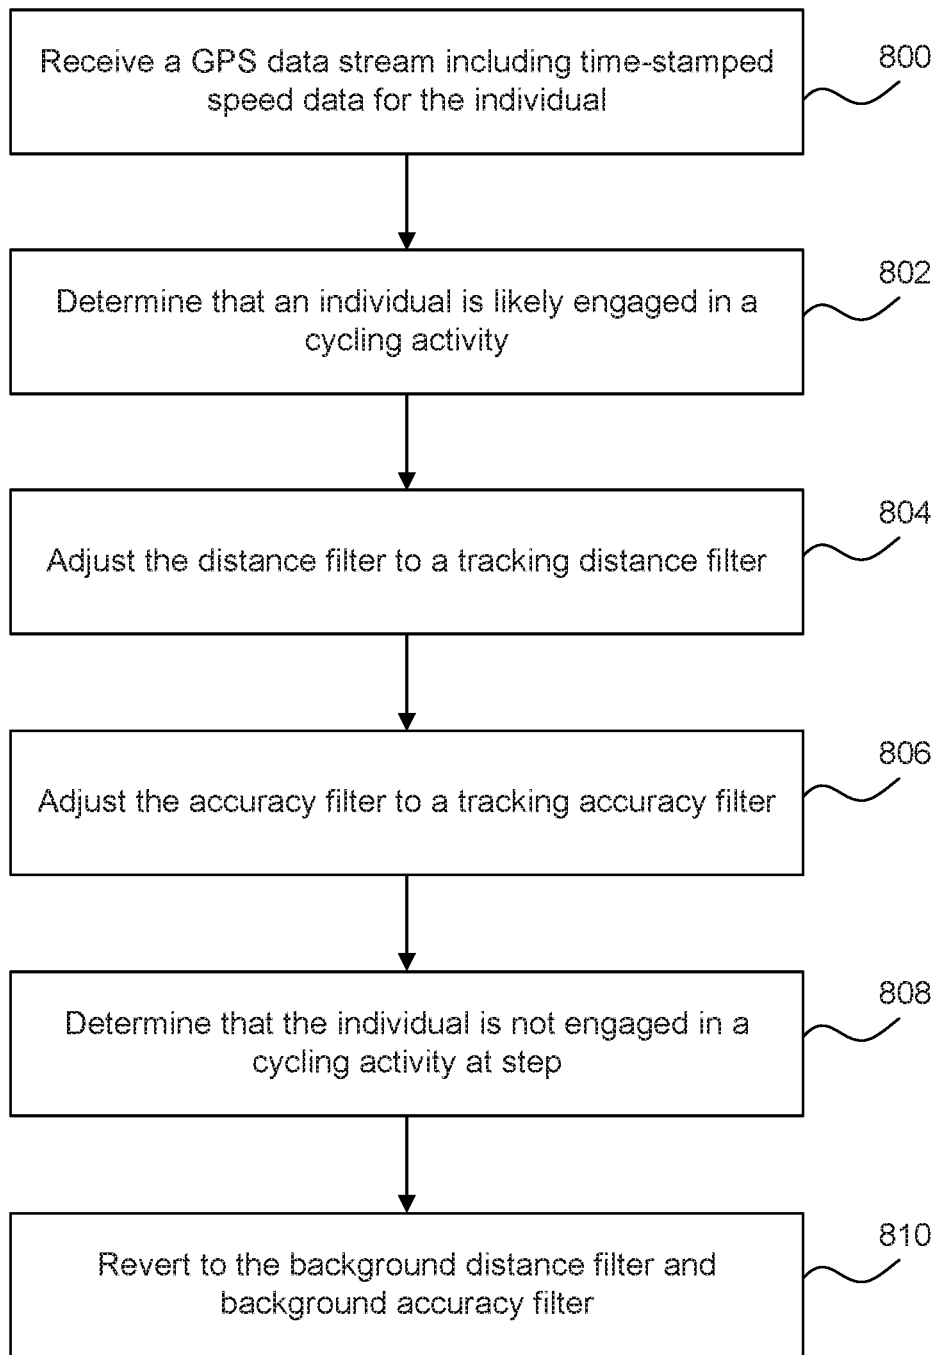 Receive a GPS data stream including time-stamped
speed data for the individual
800
Determine that an individual is likely engaged in a
cycling activity
802
Adjust the distance filter to a tracking distance filter
804
Adjust the accuracy filter to a tracking accuracy filter
806
Determine that the individual is not engaged in a
cycling activity at step
808
Revert to the background distance filter and
background accuracy filter
810